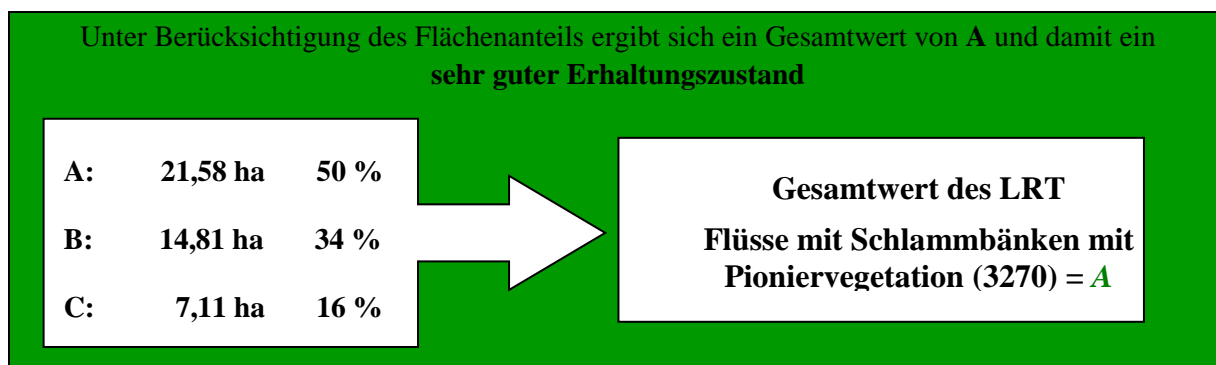 Unter Berücksichtigung des Flächenanteils ergibt sich ein Gesamtwert von A und damit ein
sehr guter Erhaltungszustand
A: 21,58 ha 50 %
B: 14,81 ha 34 %
C: 7,11 ha 16 %
Gesamtwert des LRT
Flüsse mit Schlammbänken mit
Pioniervegetation (3270) = A